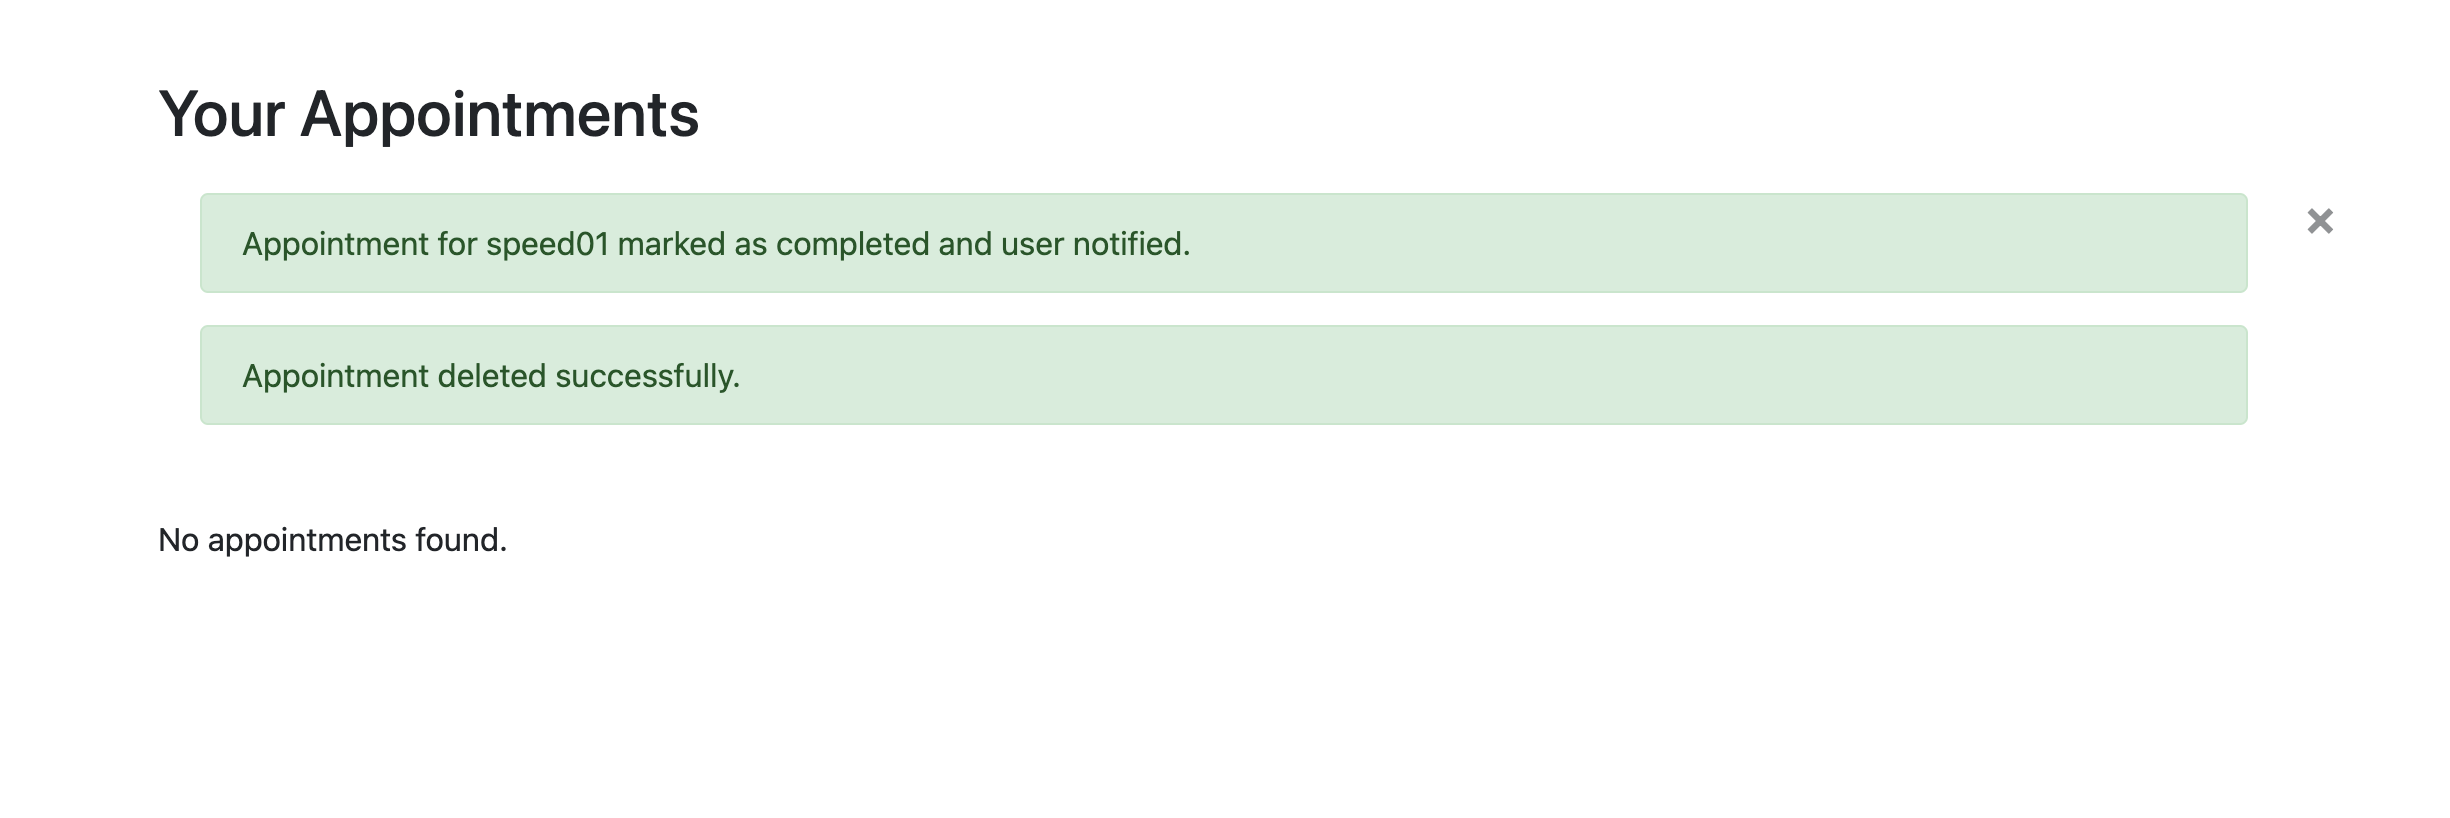 Your Appointments
Appointment for speed01 marked as completed and user notified.
Appointment deleted successfully.
No appointments found.